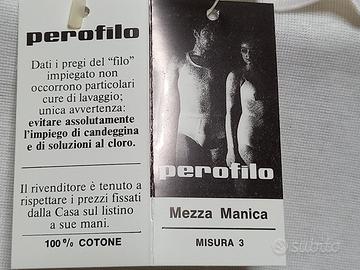 perofilo
Dati i pregi del "filo"
impiegato non
occorrono particolari
cure di lavaggio;
unica avvertenza:
evitare assolutamente
l'impiego di candeggina
e di soluzioni al cloro.
Il rivenditore è tenuto a
rispettare i prezzi fissati
dalla Casa sul listino
a sue mani.
100% COTONE
perofilo
Mezza Manica
MISURA 3
subito